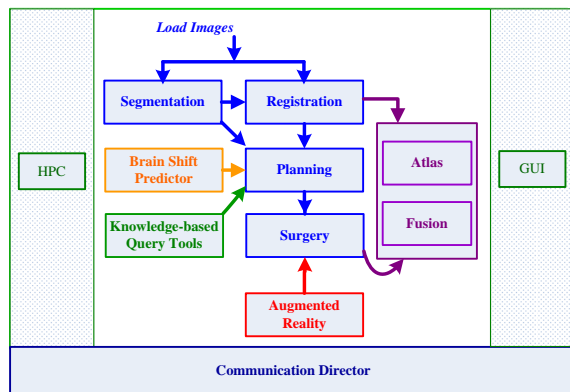 Load Images
Segmentation
Registration
HPC
Brain Shift
Predictor
Planning
Atlas
GUI
Knowledge-based
Query Tools
Surgery
Fusion
Augmented
Reality
Communication Director